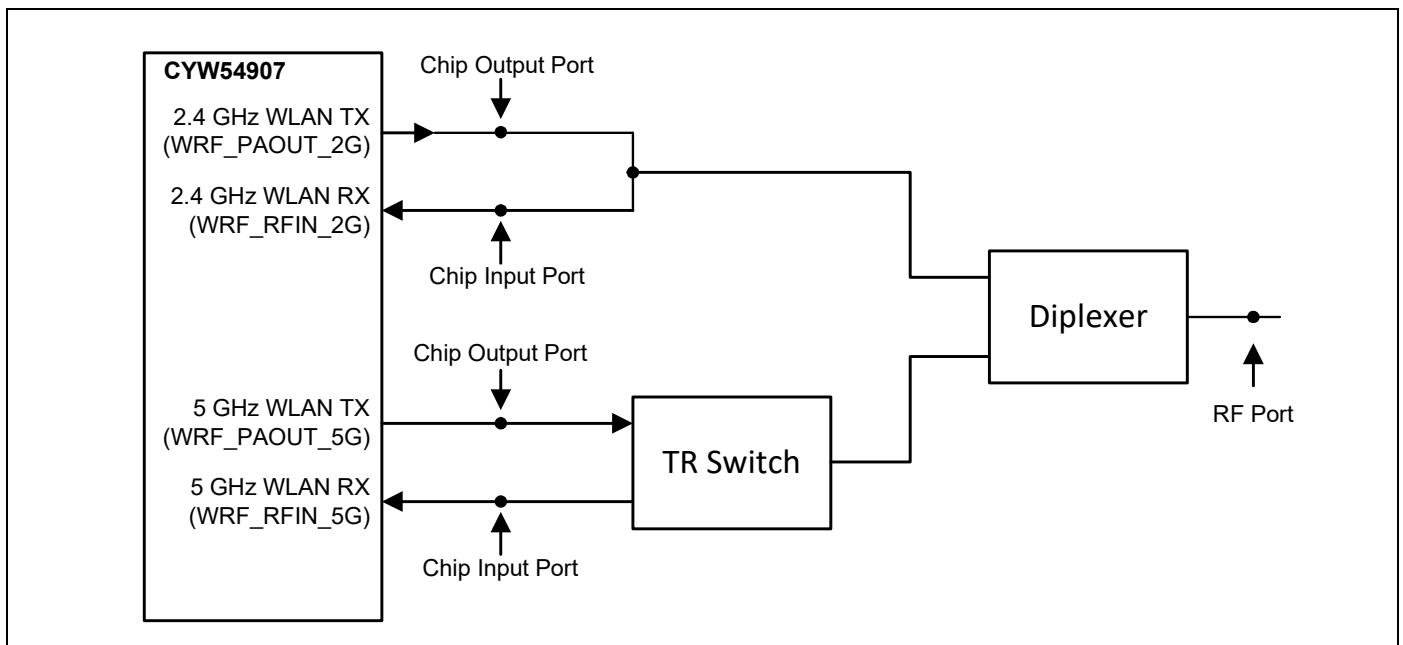 CYW54907
Chip Output Port
2.4 GHz WLAN TX
(WRF_PAOUT_2G)
2.4 GHz WLAN RX
(WRF_RFIN_2G)
Chip Input Port
Diplexer
RF Port
Chip Output Port
5 GHz WLAN TX
(WRF_PAOUT_5G)
TR Switch
5 GHz WLAN RX
(WRF_RFIN_5G)
Chip Input Port